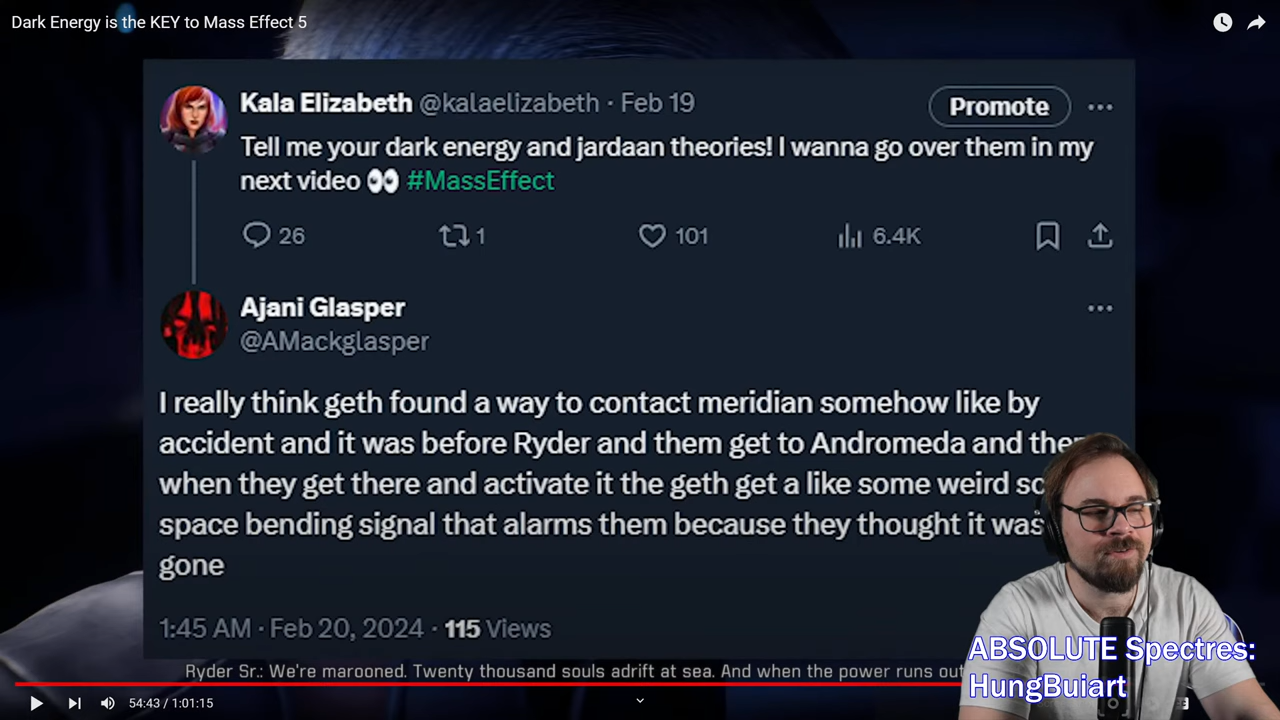 Dark Energy is the KEY to Mass Effect 5
Kala Elizabeth @kalaelizabeth · Feb 19
Promote
Tell me your dark energy and jardaan theories! I wanna go over them in my
next video 👀 #MassEffect
26 1 101 6.4K
Ajani Glasper
@AMackglasper
I really think geth found a way to contact meridian somehow like by
accident and it was before Ryder and them get to Andromeda and
when they get there and activate it the geth get a like some weird
space bending signal that alarms them because they thought it was
gone
1:45 AM · Feb 20, 2024 · 115 Views
Ryder Sr.: We're marooned. Twenty thousand souls adrift at sea. And when the power runs out
ABSOLUTE Spectres:
HungBuiart
54:43 / 1:01:15